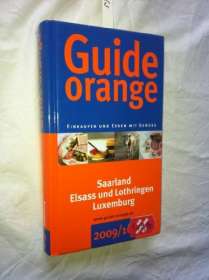 Guide
orange
EINKAUFEN UND ESSEN MIT GENUSS
Saarland
Elsass und Lothringen
Luxemburg
2009/1